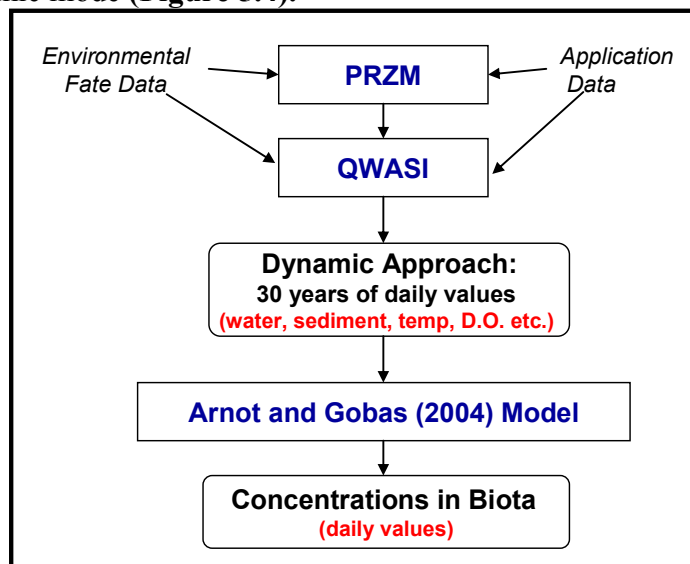 (Figure 3.4).
Environmental
Fate Data
PRZM
Application
Data
QWASI
Dynamic Approach:
30 years of daily values
(water, sediment, temp, D.O. etc.)
Arnot and Gobas (2004) Model
Concentrations in Biota
(daily values)